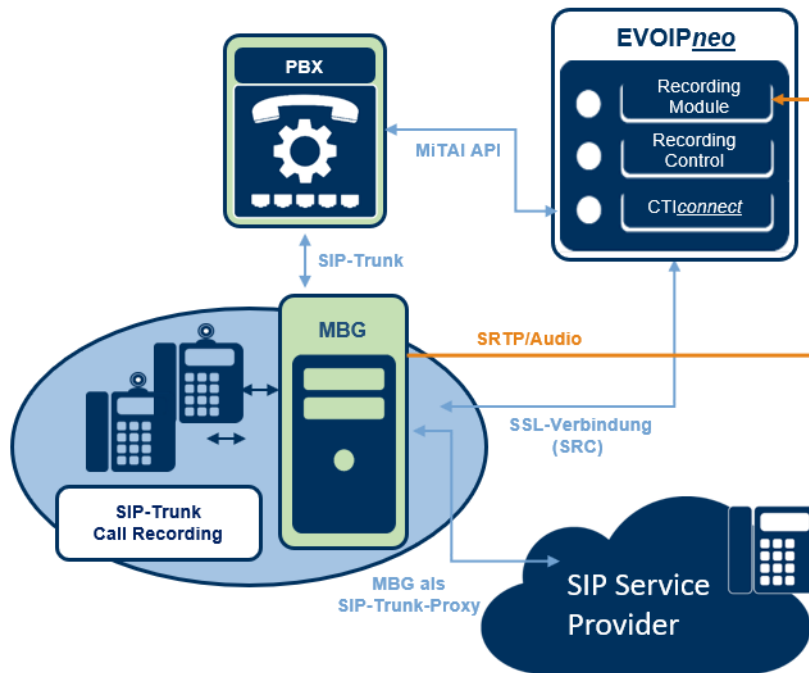 PBX
EVOIPneo
Recording
Module
Recording
Control
CTIconnect
MiTAI API
SIP-Trunk
MBG
SRTP/Audio
SSL-Verbindung
(SRC)
SIP-Trunk
Call Recording
MBG als
SIP-Trunk-Proxy
SIP Service
Provider